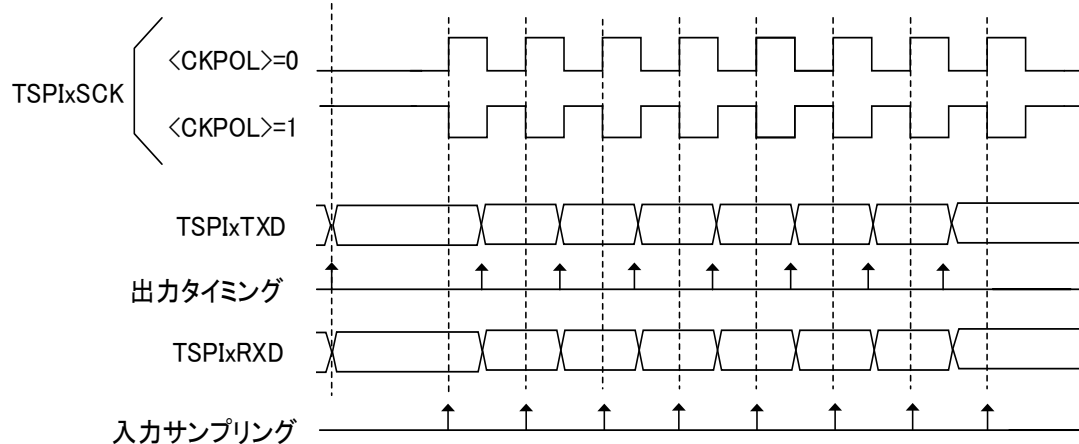 <CKPOL>=0
TSPIxSCK
<CKPOL>=1
TSPIxTXD
出力タイミング
TSPIxRXD
入力サンプリング